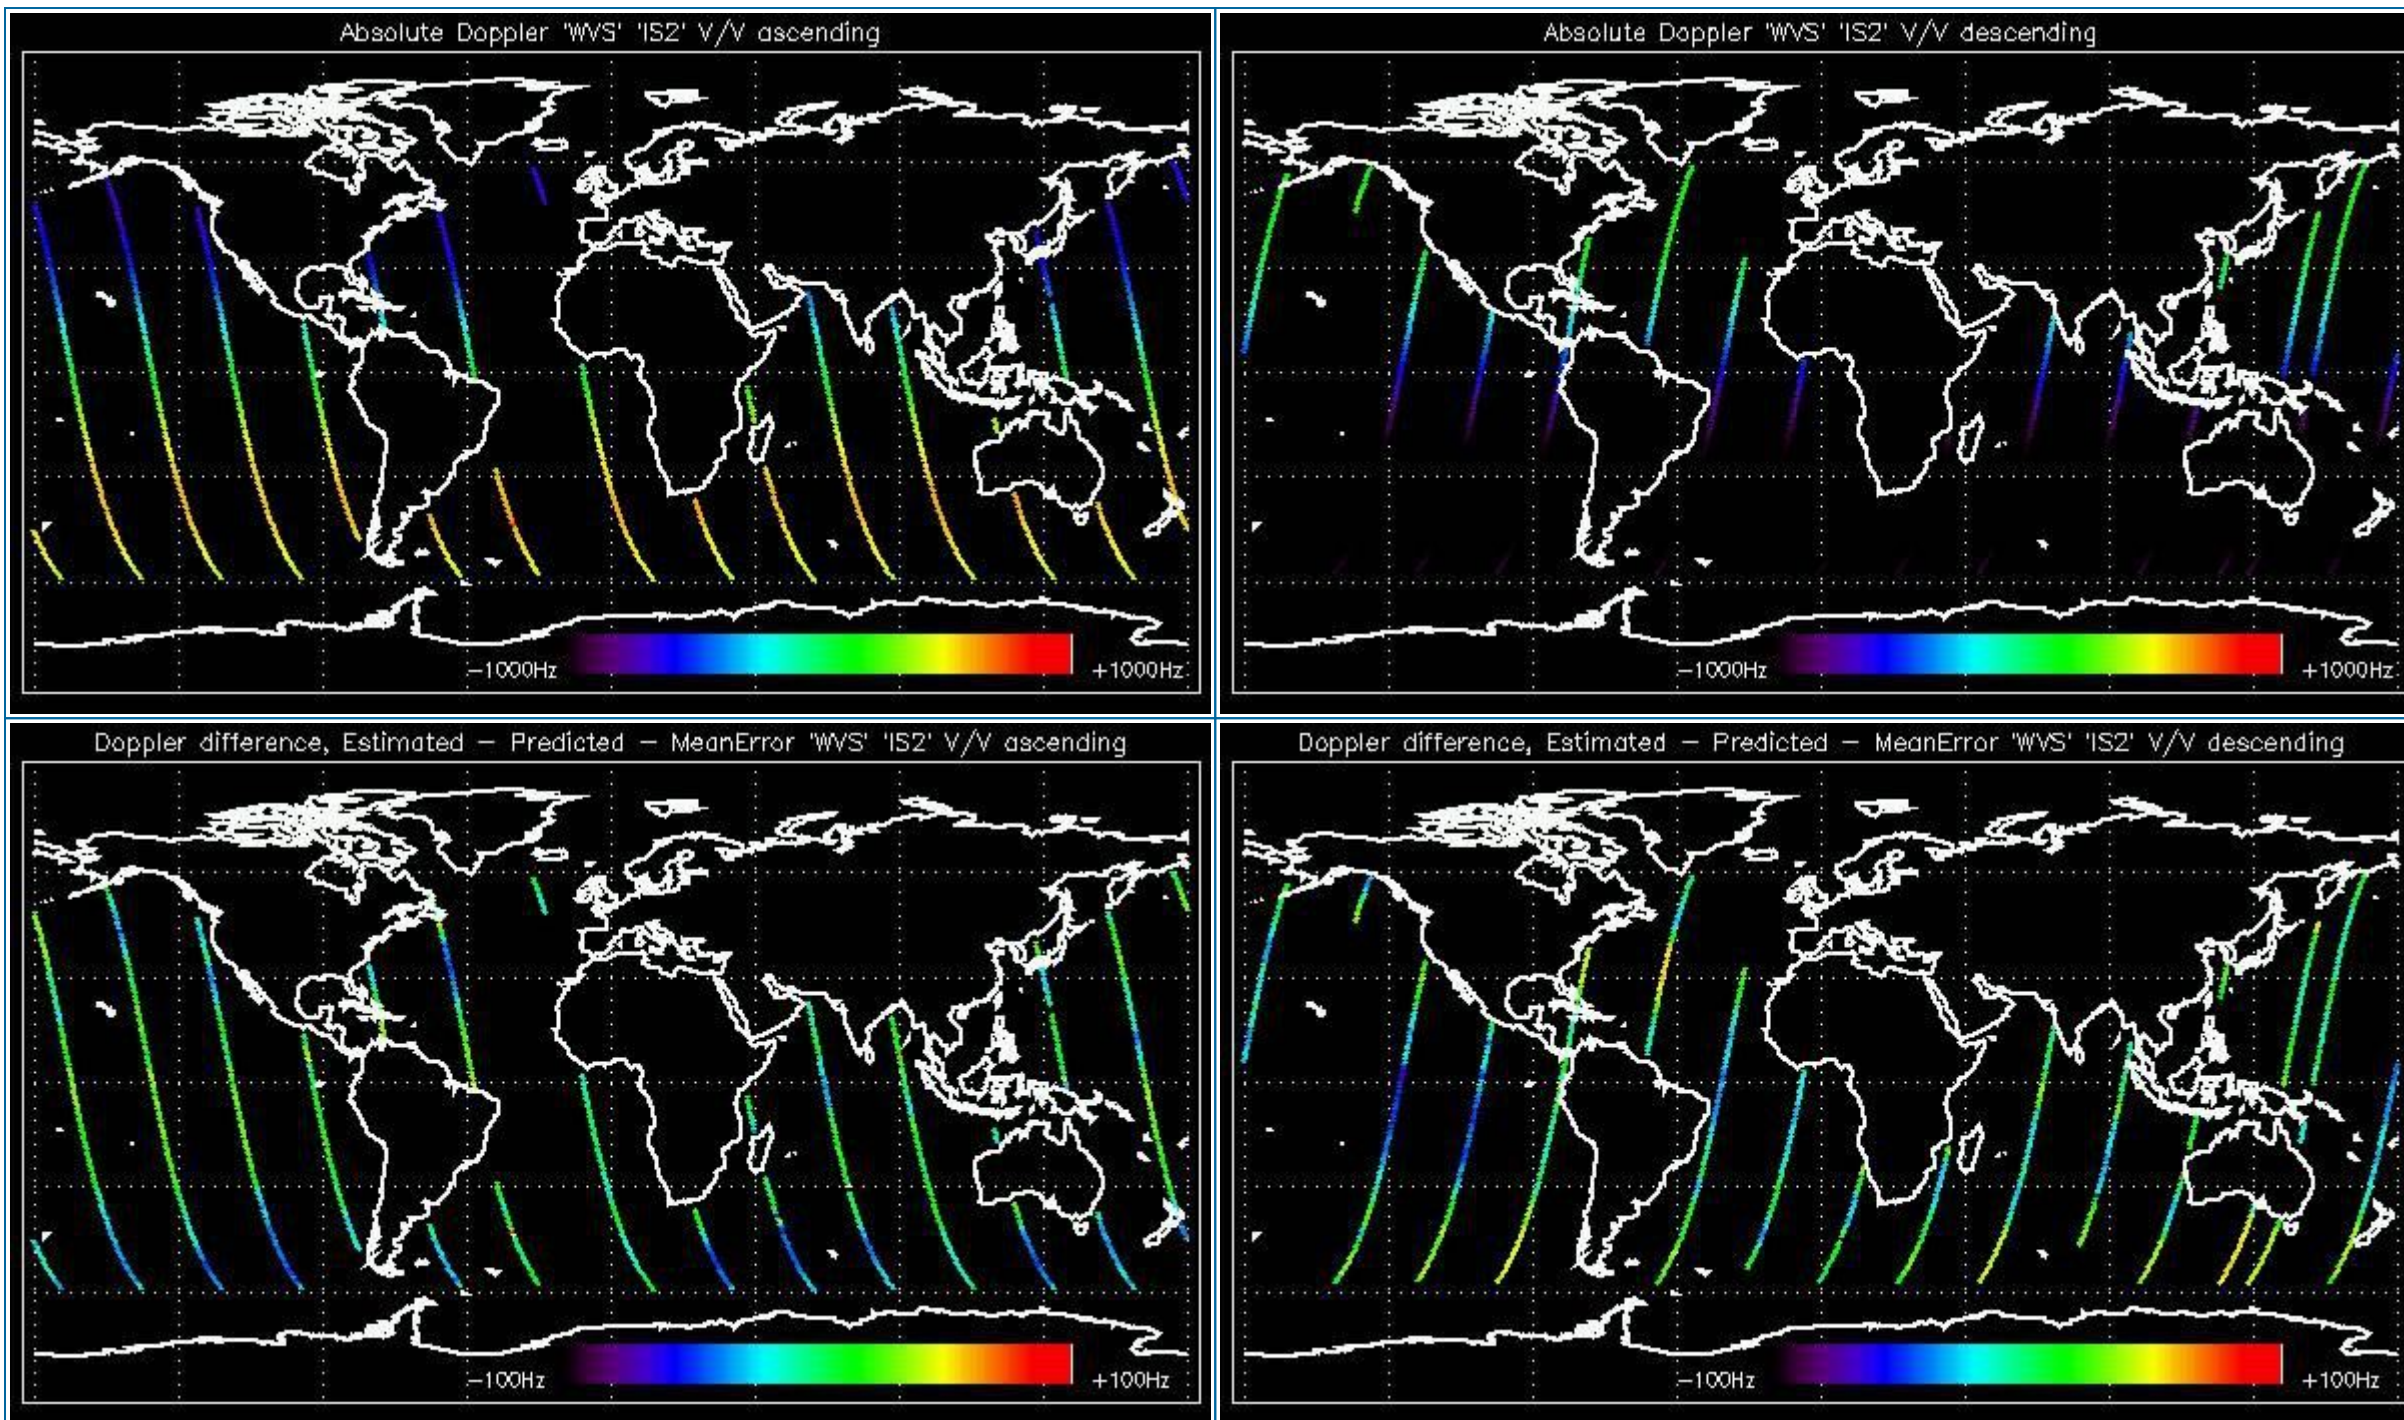 Absolute Doppler 'WVS' 'IS2' V/V ascending
-1000Hz +1000Hz
Absolute Doppler 'WVS' 'IS2' V/V descending
-1000Hz +1000Hz
Doppler difference, Estimated - Predicted - MeanError 'WVS' 'IS2' V/V ascending
-100Hz +100Hz
Doppler difference, Estimated - Predicted - MeanError 'WVS' 'IS2' V/V descending
-100Hz +100Hz